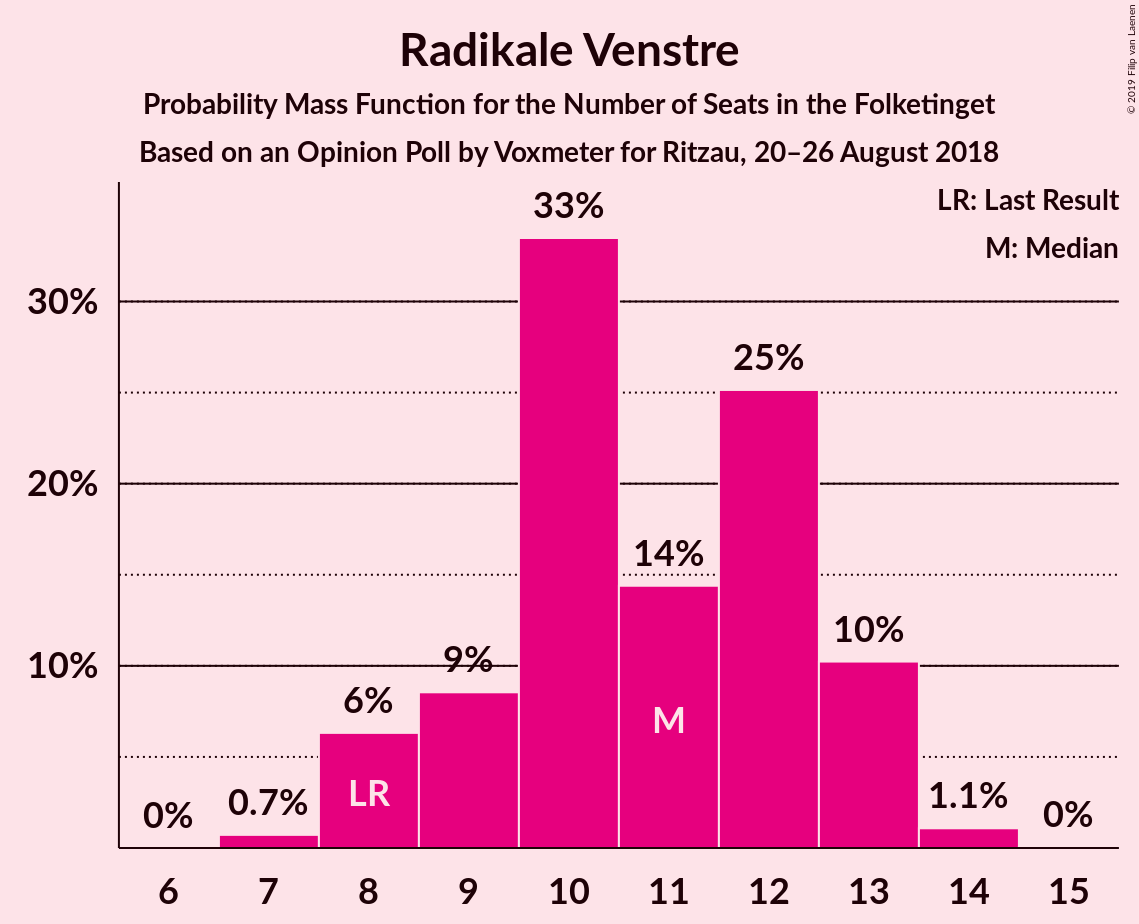 Radikale Venstre
Probability Mass Function for the Number of Seats in the Folketinget
Based on an Opinion Poll by Voxmeter for Ritzau, 20–26 August 2018
© 2019 Filip van Laenen
LR: Last Result
M: Median
33%
30%
25%
20%
14%
10%
9%
10%
6%
M
LR
0%
0.7%
1.1%
0%
6 7 8 9 10 11 12 13 14 15